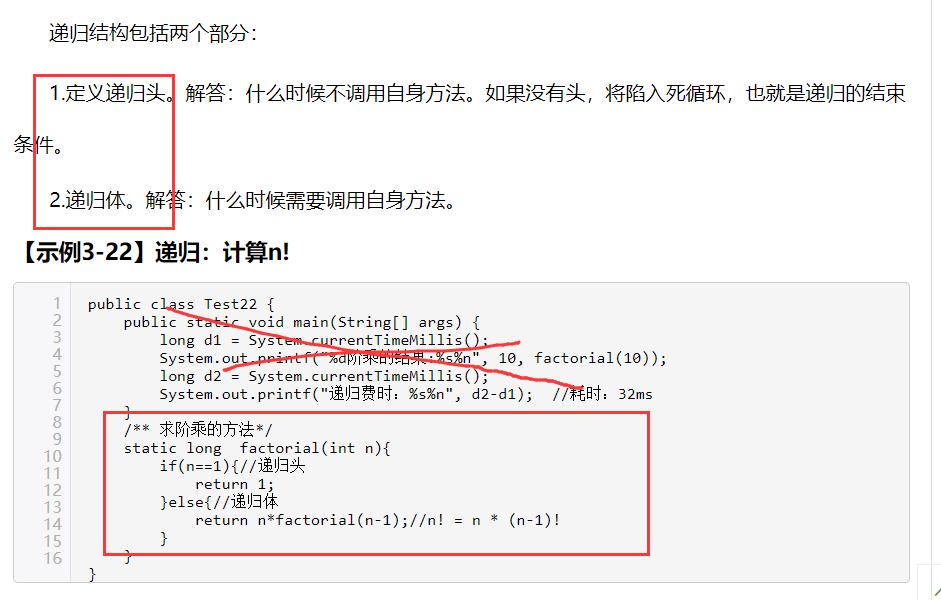 递归结构包括两个部分：
1.定义递归头。解答：什么时候不调用自身方法。如果没有头，将陷入死循环，也就是递归的结束
条件。
2.递归体。解答：什么时候需要调用自身方法。
【示例3-22】递归：计算n!
1 public class Test22 {
2 public static void main(String[] args) {
3 long d1 = System.currentTimeMillis();
4 System.out.printf("%d阶乘的结果:%s%n", 10, factorial(10));
5 long d2 = System.currentTimeMillis();
6 System.out.printf("递归费时：%s%n", d2-d1);  //耗时：32ms
7 }
8 /** 求阶乘的方法*/
9 static long  factorial(int n){
10 if(n==1){//递归头
11 return 1;
12 }else{//递归体
13 return n*factorial(n-1);//n! = n * (n-1)!
14 }
15 }
16 }